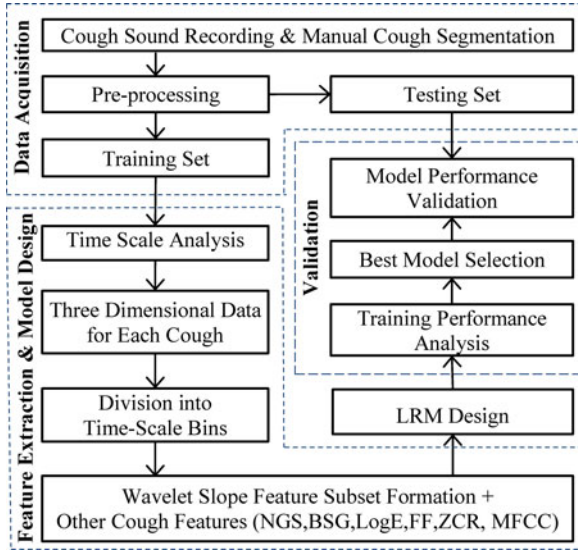 Data Acquisition
Cough Sound Recording & Manual Cough Segmentation
Pre-processing
Testing Set
Training Set
Feature Extraction & Model Design
Time Scale Analysis
Three Dimensional Data
for Each Cough
Division into
Time-Scale Bins
Wavelet Slope Feature Subset Formation +
Other Cough Features (NGS,BSG,LogE,FF,ZCR, MFCC)
LRM Design
Validation
Training Performance
Analysis
Best Model Selection
Model Performance
Validation